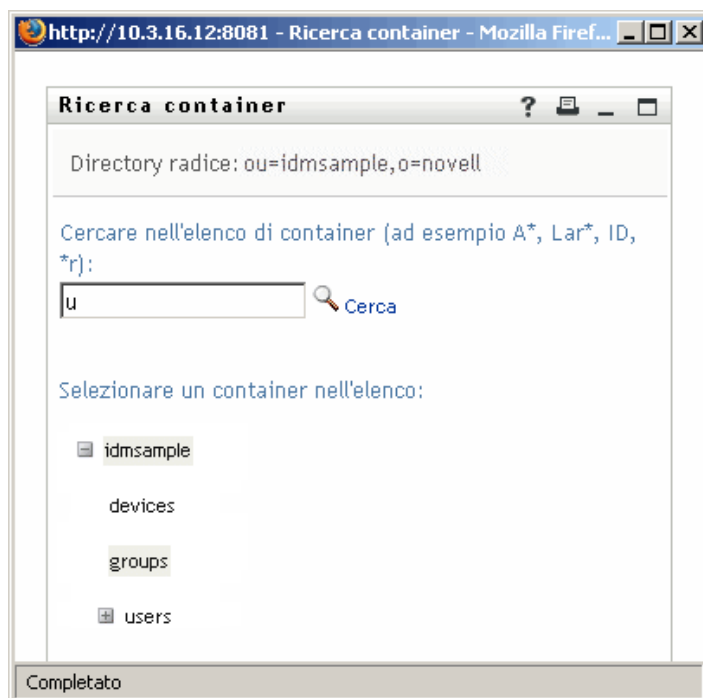 http://10.3.16.12:8081 - Ricerca container - Mozilla Firef...
Ricerca container
Directory radice: ou=idmsample,o=novell
Cercare nell'elenco di container (ad esempio A*, Lar*, ID,
*r):
u
Cerca
Selezionare un container nell'elenco:
idmsample
devices
groups
users
Completato